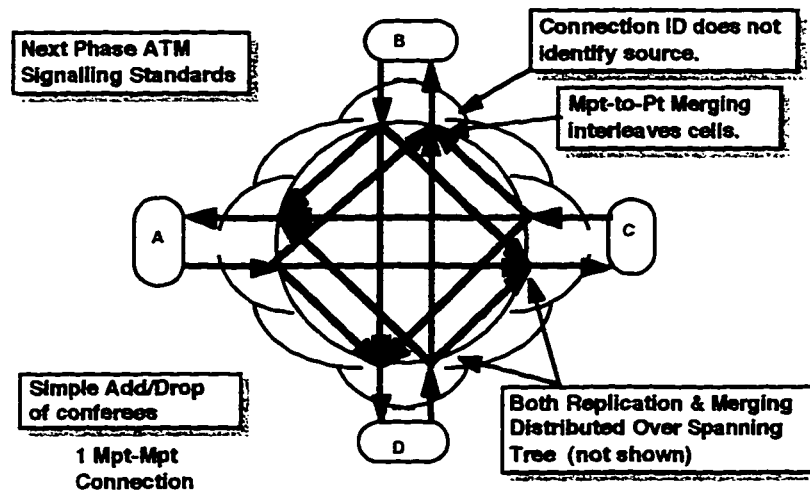 Next Phase ATM
Signalling Standards
B
Connection ID does not
identify source.
Mpt-to-Pt Merging
interleaves cells.
A
C
Simple Add/Drop
of conferees
1 Mpt-Mpt
Connection
D
Both Replication & Merging
Distributed Over Spanning
Tree (not shown)